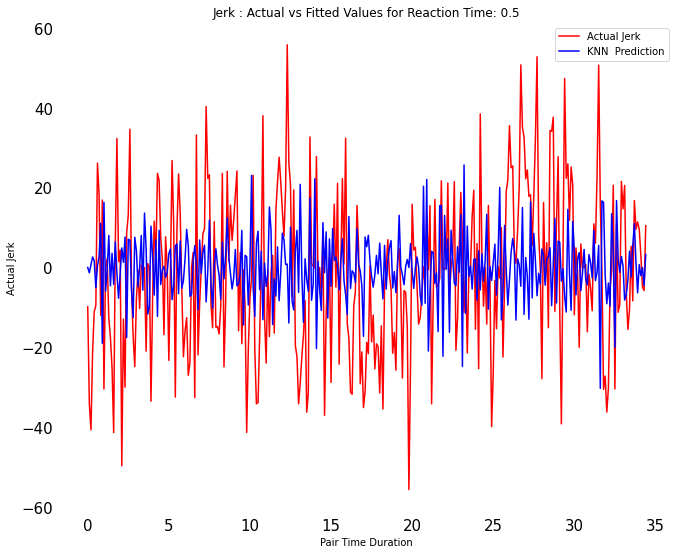 Jerk : Actual vs Fitted Values for Reaction Time: 0.5
Actual Jerk
KNN  Prediction
60
40
20
0
−20
−40
−60
Actual Jerk
0 5 10 15 20 25 30 35
Pair Time Duration